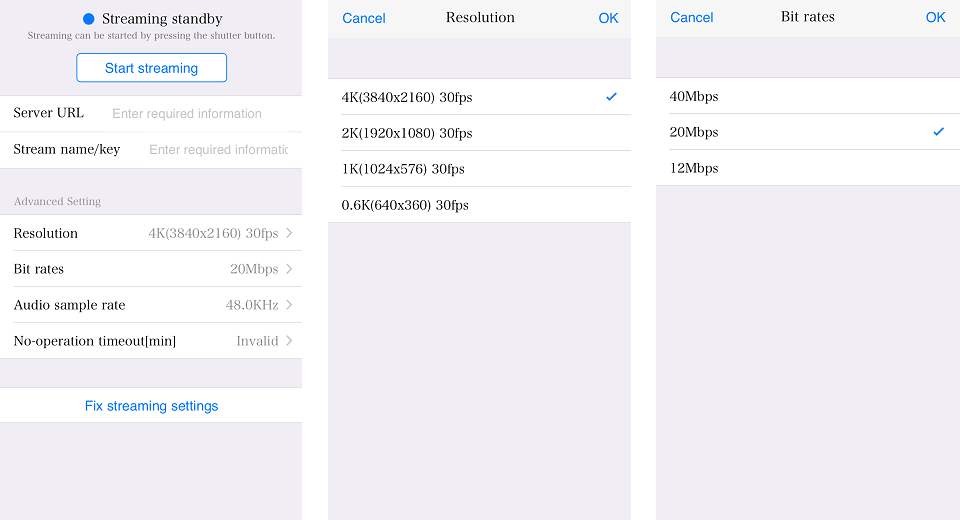 Streaming standby
Streaming can be started by pressing the shutter button.
Start streaming
Server URL Enter required information
Stream name/key Enter required informatic
Advanced Setting
Resolution 4K(3840x2160) 30fps
Bit rates 20Mbps
Audio sample rate 48.0KHz
No-operation timeout[min] Invalid
Fix streaming settings
Cancel Resolution OK
4K(3840x2160) 30fps
2K(1920x1080) 30fps
1K(1024x576) 30fps
0.6K(640x360) 30fps
Cancel Bit rates OK
40Mbps
20Mbps
12Mbps